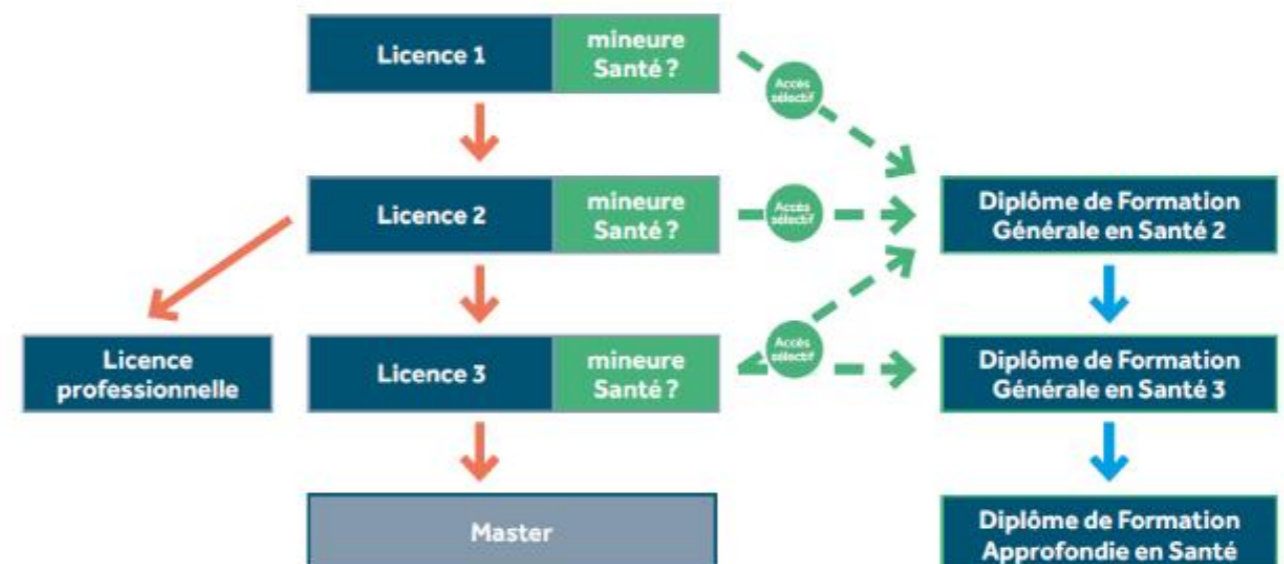 Licence 1
mineure
Santé ?
Accès
sélectif
Licence 2
mineure
Santé ?
Accès
sélectif
Diplôme de Formation
Générale en Santé 2
Licence
professionnelle
Licence 3
mineure
Santé ?
Accès
sélectif
Diplôme de Formation
Générale en Santé 3
Master
Diplôme de Formation
Approfondie en Santé